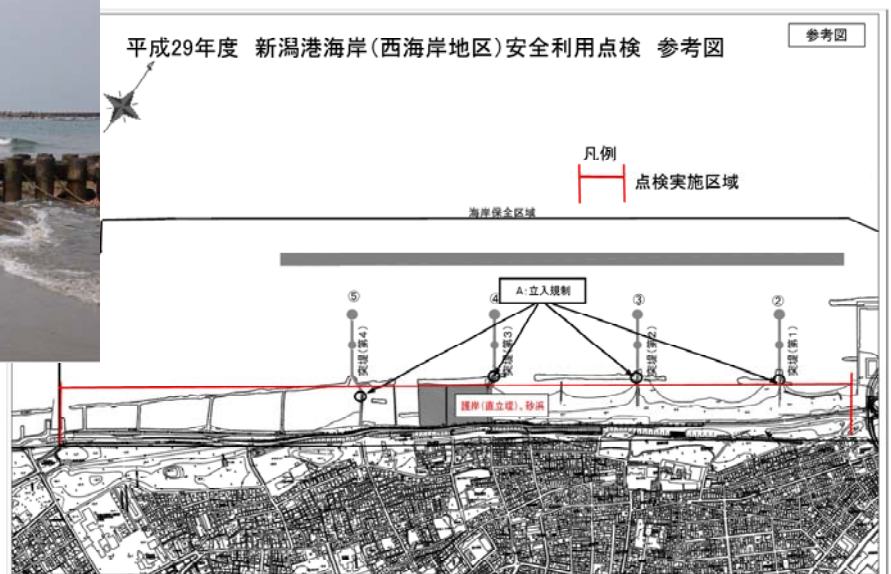 平成29年度 新潟港海岸(西海岸地区)安全利用点検 参考図
参考図
凡例
点検実施区域
海岸保全区域
A:立入規制
⑤
④
③
②
突堤(第4)
突堤(第3)
突堤(第2)
突堤(第1)
護岸(直立堤)、砂浜